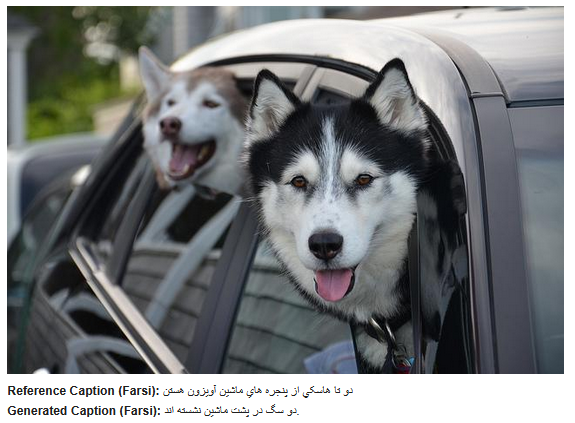 Reference Caption (Farsi): دو تا هاسكي از پنجره هاي ماشين آويزون هستن
Generated Caption (Farsi): دو سگ در پشت ماشین نشسته اند.